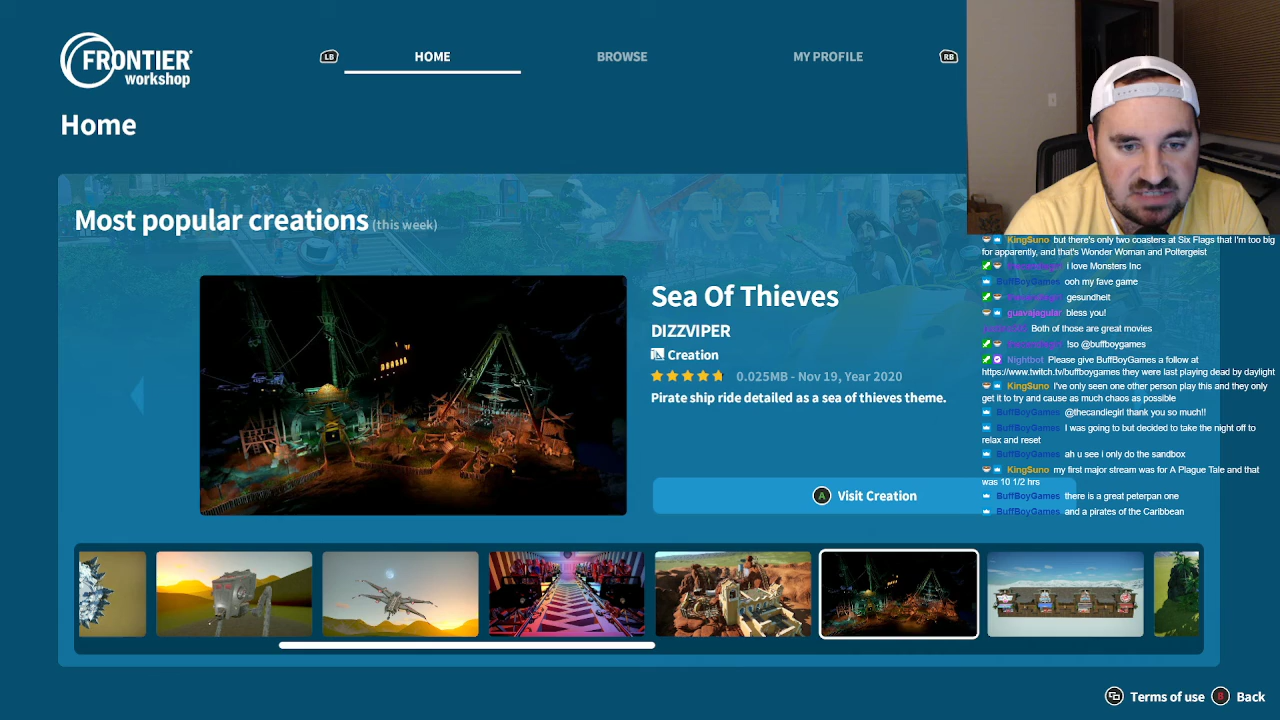 FRONTIER
workshop
LB
HOME
BROWSE
MY PROFILE
RB
Home
Most popular creations (this week)
Sea Of Thieves
DIZZVIPER
Creation
0.025MB - Nov 19, Year 2020
Pirate ship ride detailed as a sea of thieves theme.
A Visit Creation
KingSuno but there's only two coasters at Six Flags that I'm too big
for apparently, and that's Wonder Woman and Poltergeist
i love Monsters Inc
BuffBoyGames ooh my fave game
gesundheit
guavajagular bless you!
Both of those are great movies
!so @buffboygames
Nightbot Please give BuffBoyGames a follow at
https://www.twitch.tv/buffboygames they were last playing dead by daylight
KingSuno I've only seen one other person play this and they only
get it to try and cause as much chaos as possible
BuffBoyGames @thecandiegirl thank you so much!!
BuffBoyGames I was going to but decided to take the night off to
relax and reset
BuffBoyGames ah u see i only do the sandbox
KingSuno my first major stream was for A Plague Tale and that
was 10 1/2 hrs
BuffBoyGames there is a great peterpan one
BuffBoyGames and a pirates of the Caribbean
Terms of use
B Back